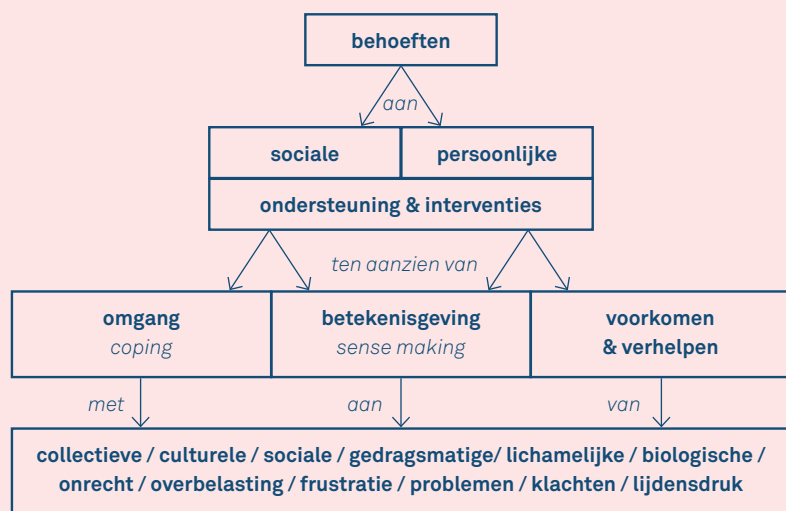 behoeften
aan
sociale persoonlijke
ondersteuning & interventies
ten aanzien van
omgang betekenisgeving voorkomen
coping sense making & verhelpen
met aan van
collectieve / culturele / sociale / gedragsmatige/ lichamelijke / biologische /
onrecht / overbelasting / frustratie / problemen / klachten / lijdensdruk